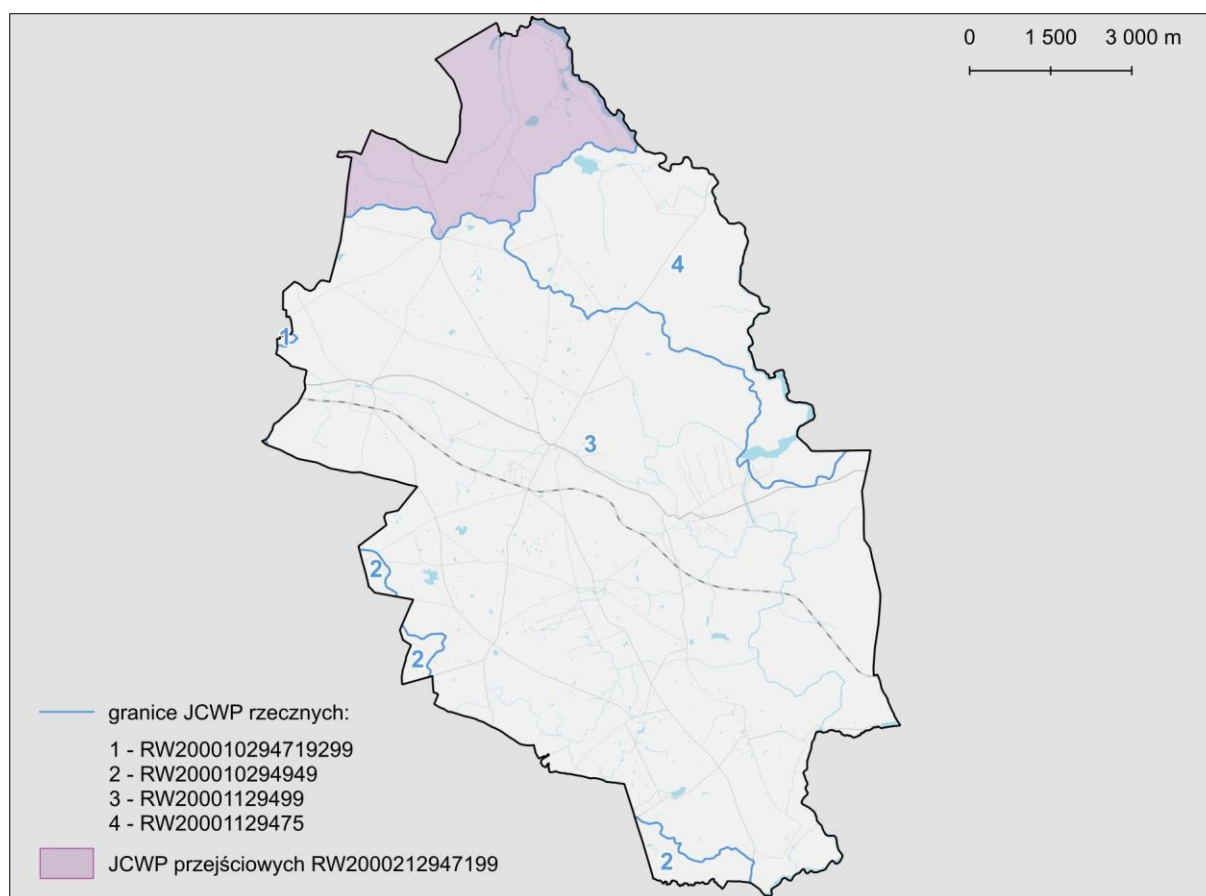 0 1 500 3 000 m
4
1
3
2
2
granice JCWP rzecznych:
1 - RW200010294719299
2 - RW200010294949
3 - RW20001129499
4 - RW20001129475
JCWP przejściowych RW2000212947199
2